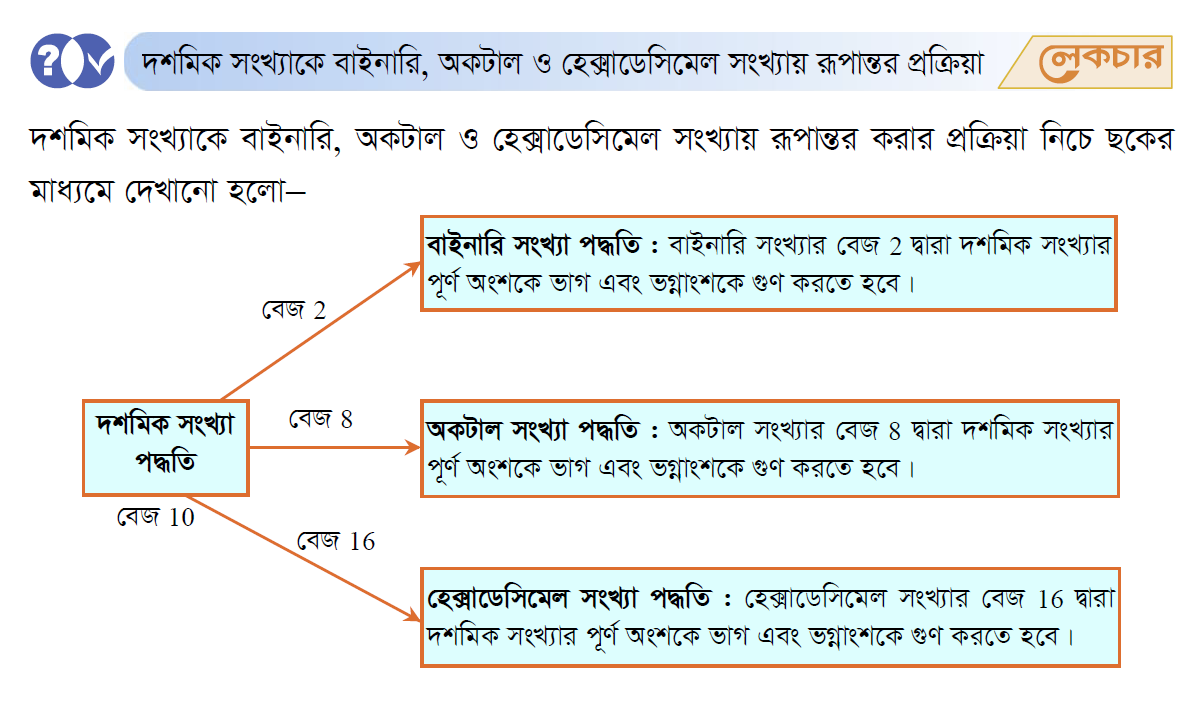 দশমিক সংখ্যাকে বাইনারি, অকটাল ও হেক্সাডেসিমেল সংখ্যায় রূপান্তর প্রক্রিয়া
লেকচার
দশমিক সংখ্যাকে বাইনারি, অকটাল ও হেক্সাডেসিমেল সংখ্যায় রূপান্তর করার প্রক্রিয়া নিচে ছকের
মাধ্যমে দেখানো হলো–
বাইনারি সংখ্যা পদ্ধতি : বাইনারি সংখ্যার বেজ 2 দ্বারা দশমিক সংখ্যার
পূর্ণ অংশকে ভাগ এবং ভগ্নাংশকে গুণ করতে হবে।
বেজ 2
দশমিক সংখ্যা
পদ্ধতি
বেজ 10
বেজ 8
অকটাল সংখ্যা পদ্ধতি : অকটাল সংখ্যার বেজ 8 দ্বারা দশমিক সংখ্যার
পূর্ণ অংশকে ভাগ এবং ভগ্নাংশকে গুণ করতে হবে।
বেজ 16
হেক্সাডেসিমেল সংখ্যা পদ্ধতি : হেক্সাডেসিমেল সংখ্যার বেজ 16 দ্বারা
দশমিক সংখ্যার পূর্ণ অংশকে ভাগ এবং ভগ্নাংশকে গুণ করতে হবে।